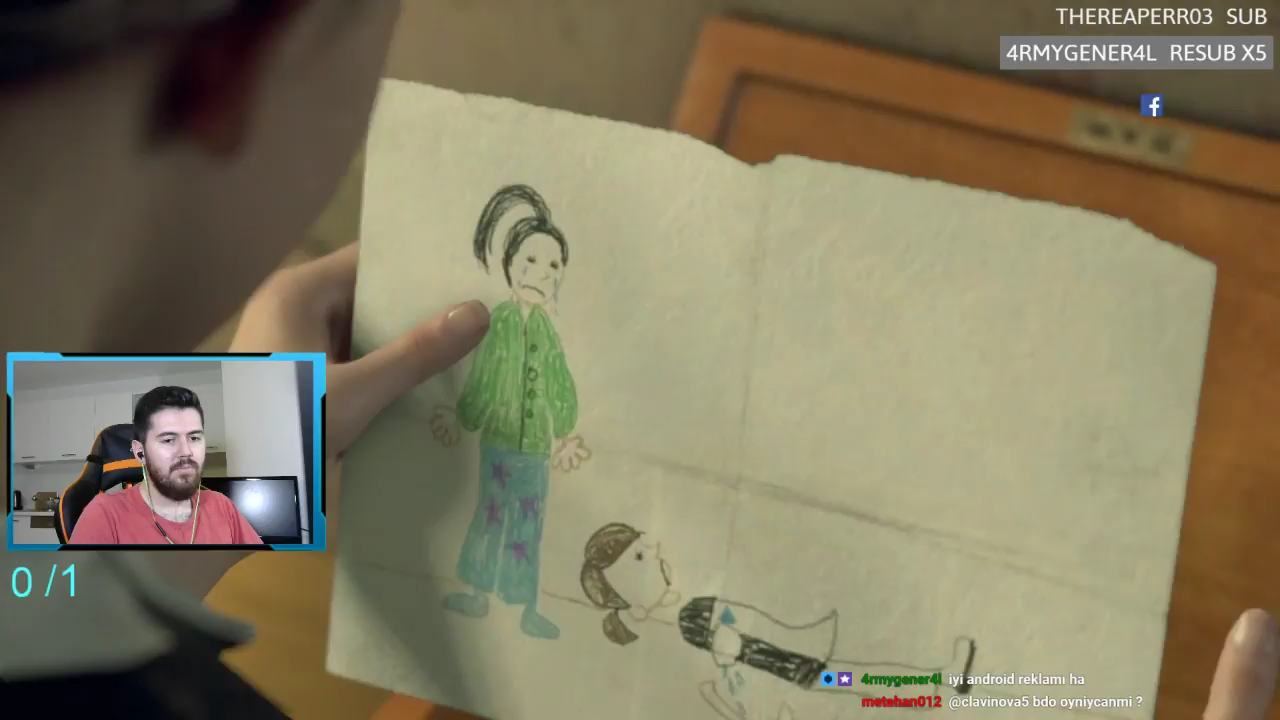 THEREAPERR03 SUB
4RMYGENER4L RESUB X5
0 /1
4rmygener4l iyi android reklamı ha
metehan012 @clavinova5 bdo oyniycanmi ?